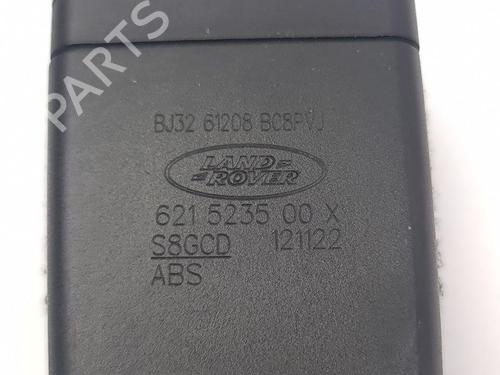 BJ32 61208 BC8PVJ
LAND
ROVER
621 5235 00 X
S8GCD 121122
ABS
B-PARTS